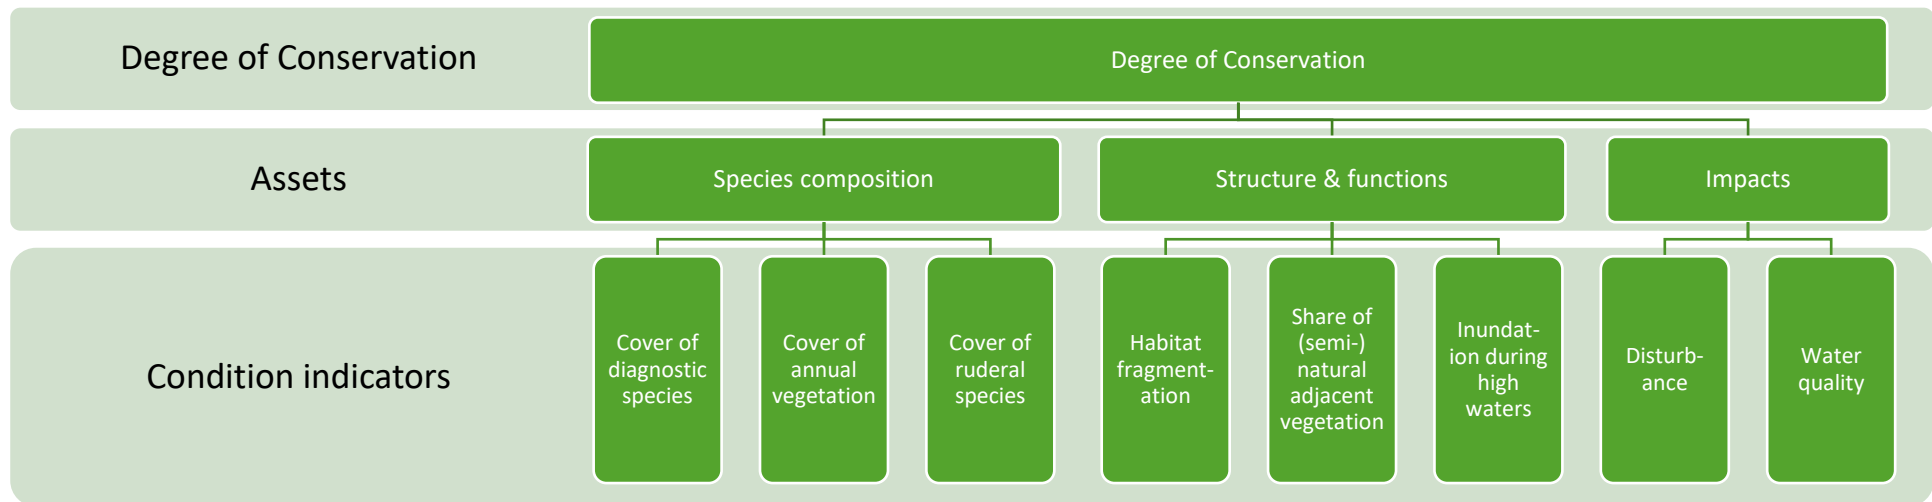 Degree of Conservation
Degree of Conservation
Assets
Species composition
Structure & functions
Impacts
Condition indicators
Cover of
diagnostic
species
Cover of
annual
vegetation
Cover of
ruderal
species
Habitat
fragment-
ation
Share of
(semi-)
natural
adjacent
vegetation
Inundat-
ion during
high
waters
Disturb-
ance
Water
quality